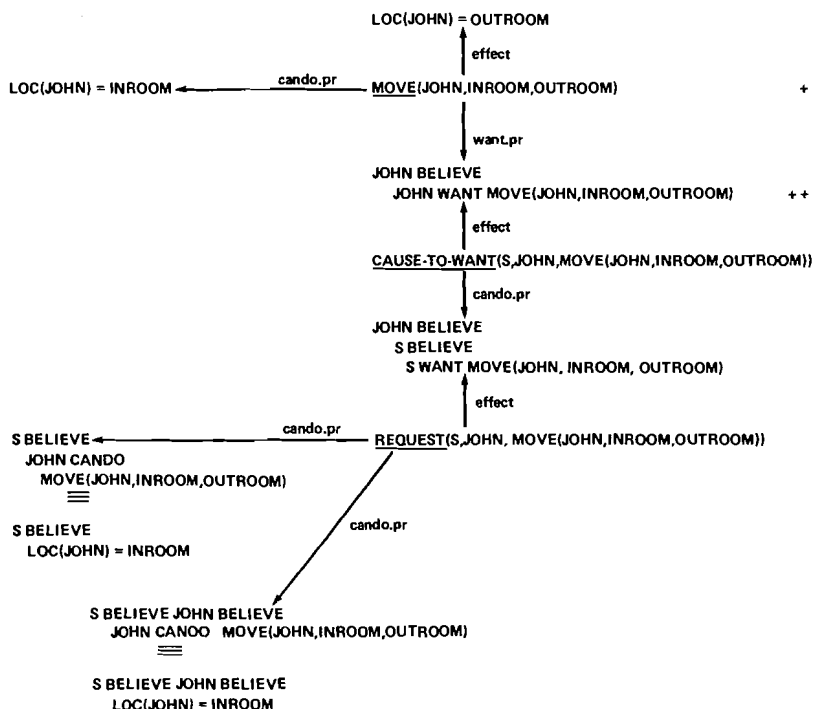 LOC(JOHN) = OUTROOM
effect
LOC(JOHN) = INROOM
cando.pr
MOVE(JOHN,INROOM,OUTROOM)
+
want.pr
JOHN BELIEVE
JOHN WANT MOVE(JOHN,INROOM,OUTROOM)
++
effect
CAUSE-TO-WANT(S,JOHN,MOVE(JOHN,INROOM,OUTROOM))
cando.pr
JOHN BELIEVE
S BELIEVE
S WANT MOVE(JOHN, INROOM, OUTROOM)
effect
S BELIEVE
cando.pr
REQUEST(S,JOHN, MOVE(JOHN,INROOM,OUTROOM))
JOHN CANDO
MOVE(JOHN,INROOM,OUTROOM)
cando.pr
S BELIEVE
LOC(JOHN) = INROOM
S BELIEVE JOHN BELIEVE
JOHN CANOO MOVE(JOHN,INROOM,OUTROOM)
S BELIEVE JOHN BELIEVE
LOC(JOHN) = INROOM